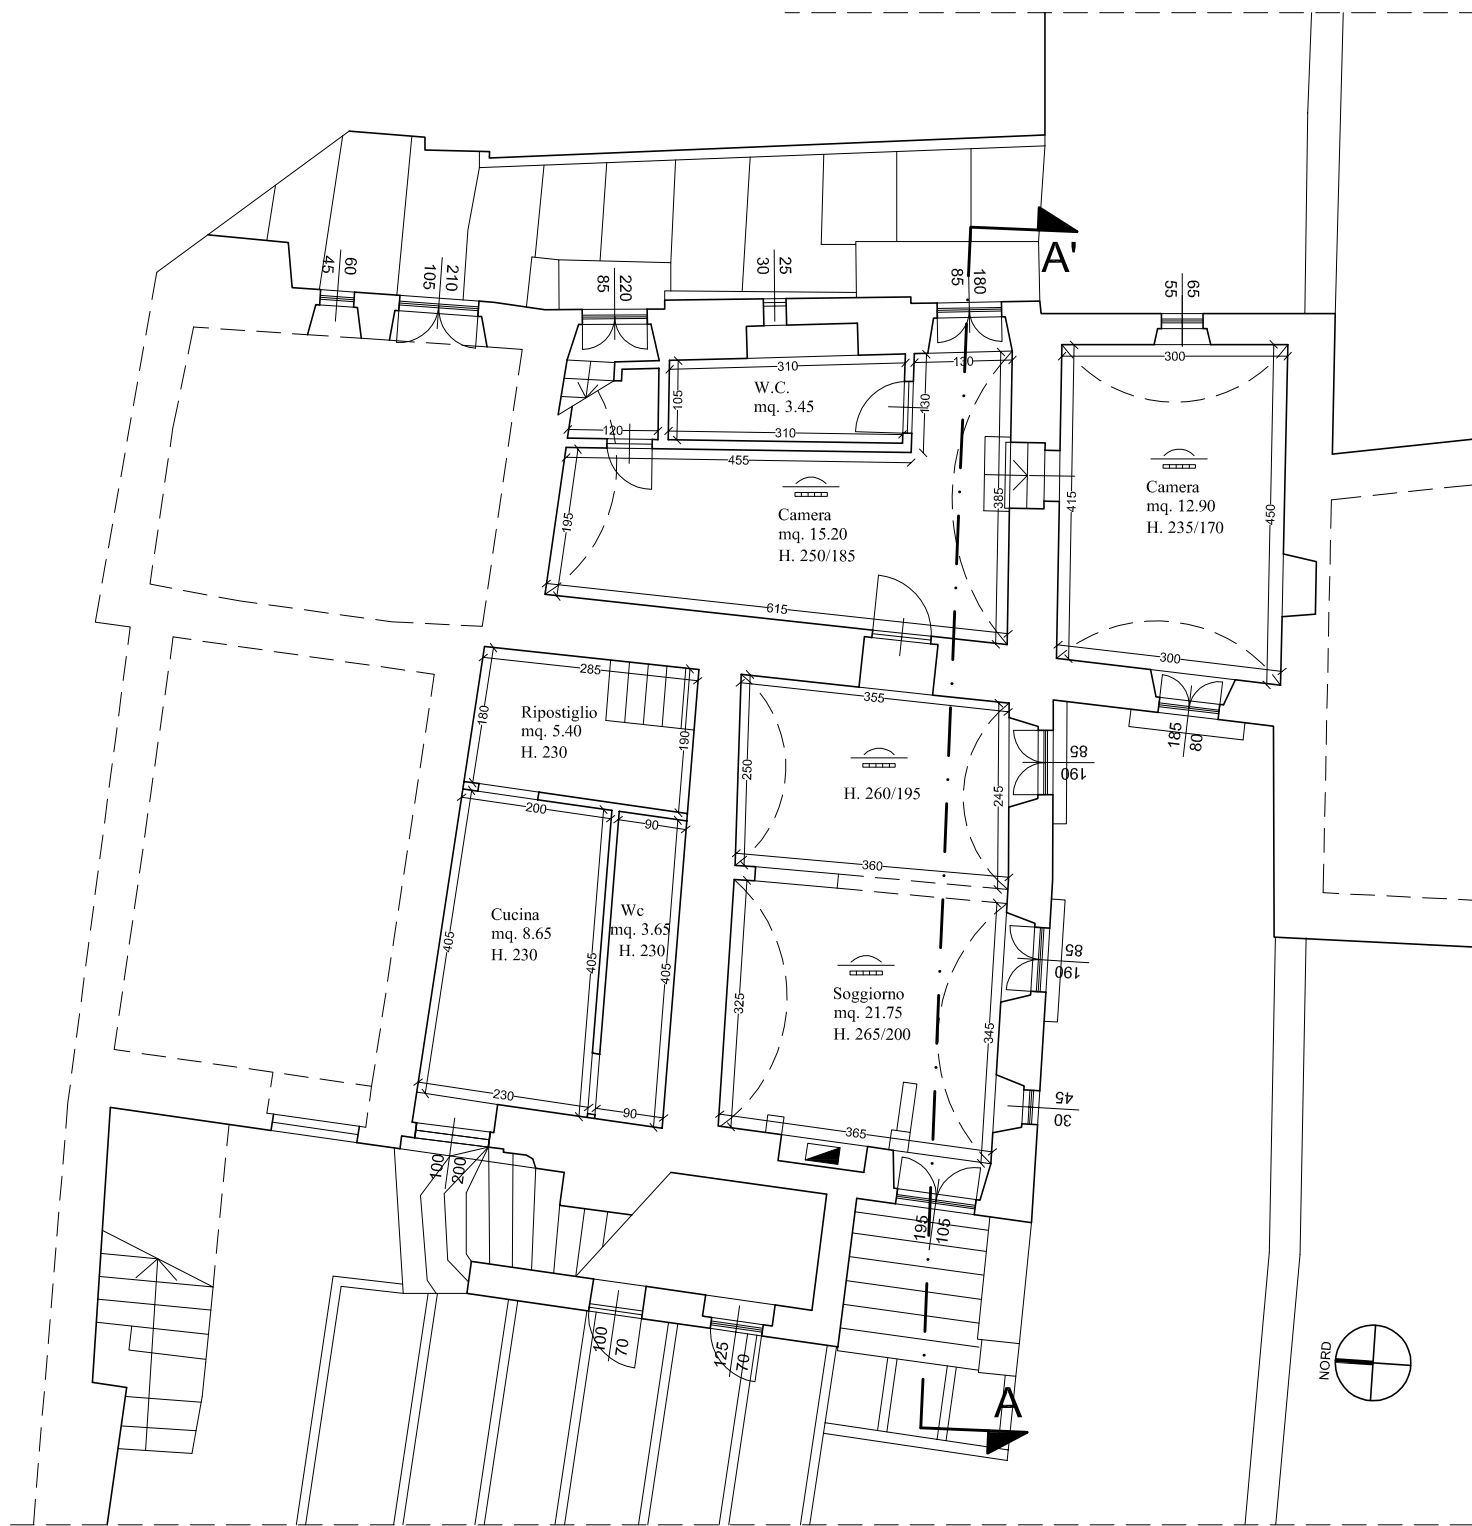 A'
45
60
105
210
85
220
30
25
85
180
55
65
300
310
130
W.C.
mq. 3.45
105
130
120
310
455
385
415
450
Camera
mq. 12.90
H. 235/170
195
Camera
mq. 15.20
H. 250/185
615
300
285
355
180
Ripostiglio
mq. 5.40
H. 230
190
185
80
85
190
250
H. 260/195
245
200
90
360
Cucina
mq. 8.65
H. 230
Wc
mq. 3.65
H. 230
405
405
405
85
190
Soggiorno
mq. 21.75
H. 265/200
325
345
45
30
230
90
365
100
200
195
105
100
70
125
70
NORD
A